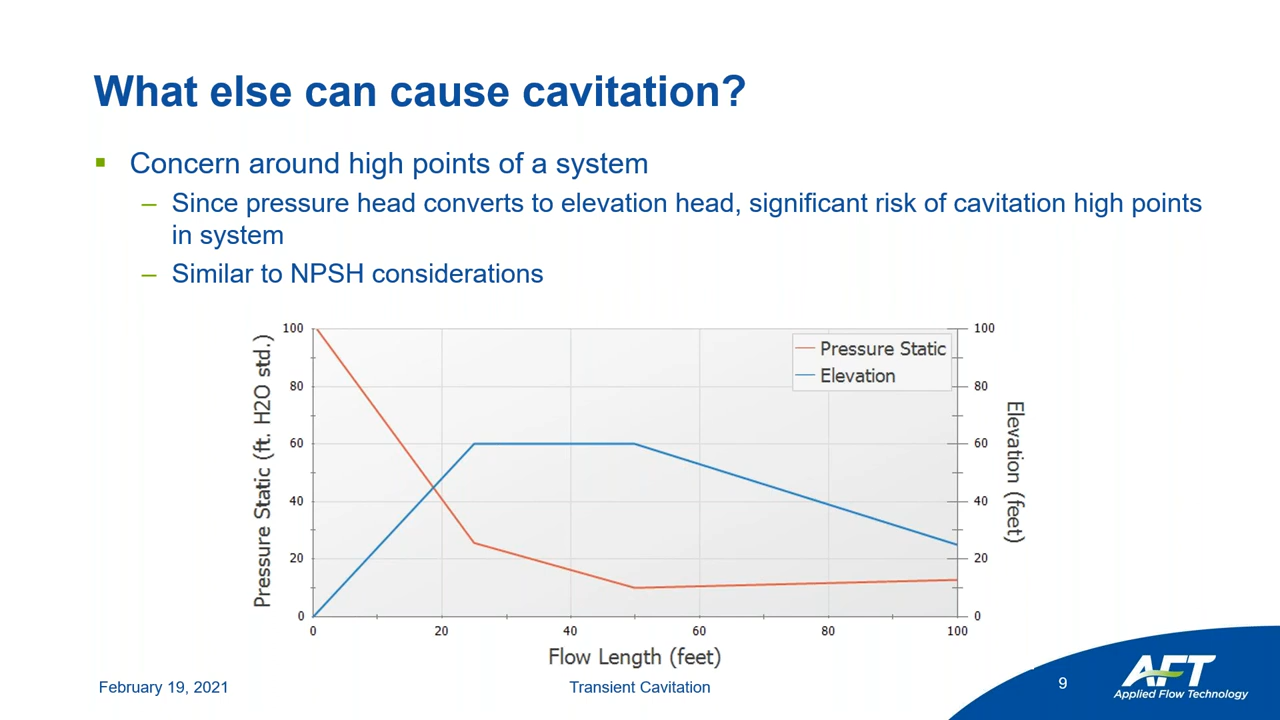 What else can cause cavitation?
▪ Concern around high points of a system
– Since pressure head converts to elevation head, significant risk of cavitation high points
in system
– Similar to NPSH considerations
Pressure Static (ft. H2O std.)
100
80
60
40
20
0
Pressure Static
Elevation
100
80
60
40
20
0
Elevation (feet)
0 20 40 60 80 100
Flow Length (feet)
February 19, 2021
Transient Cavitation
9
AFT
Applied Flow Technology